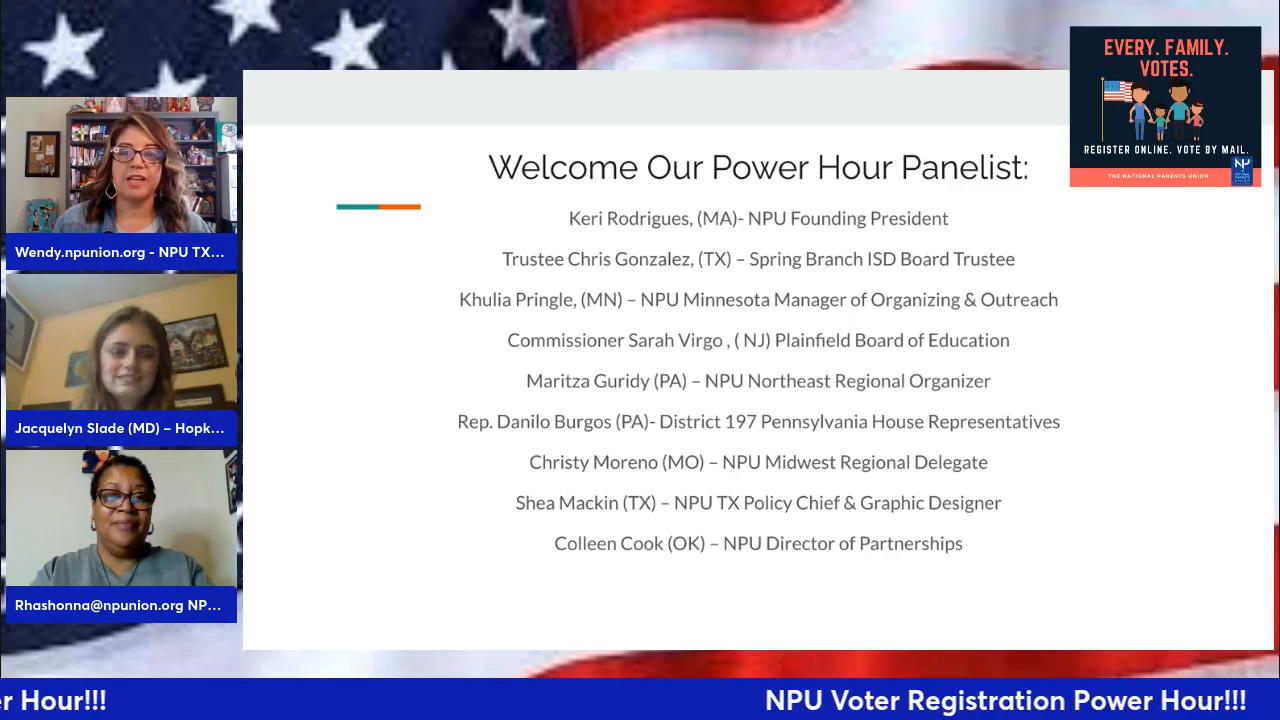 EVERY. FAMILY.
VOTES.
REGISTER ONLINE. VOTE BY MAIL.
THE NATIONAL PARENTS UNION
Welcome Our Power Hour Panelist:
Keri Rodrigues, (MA)- NPU Founding President
Trustee Chris Gonzalez, (TX) – Spring Branch ISD Board Trustee
Khulia Pringle, (MN) – NPU Minnesota Manager of Organizing & Outreach
Commissioner Sarah Virgo , ( NJ) Plainfield Board of Education
Maritza Guridy (PA) – NPU Northeast Regional Organizer
Rep. Danilo Burgos (PA)- District 197 Pennsylvania House Representatives
Christy Moreno (MO) – NPU Midwest Regional Delegate
Shea Mackin (TX) – NPU TX Policy Chief & Graphic Designer
Colleen Cook (OK) – NPU Director of Partnerships
Wendy.npunion.org - NPU TX...
Jacquelyn Slade (MD) – Hopk...
Rhashonna@npunion.org NP...
er Hour!!! NPU Voter Registration Power Hour!!!